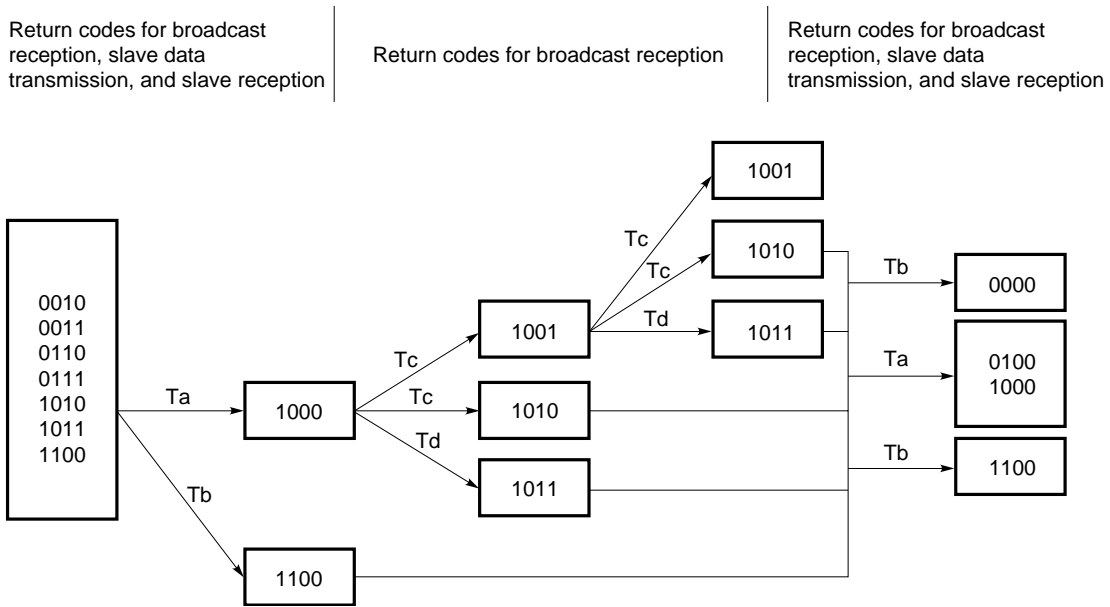 Return codes for broadcast
reception, slave data
transmission, and slave reception
Return codes for broadcast reception
Return codes for broadcast
reception, slave data
transmission, and slave reception
0010
0011
0110
0111
1010
1011
1100
Ta
Tb
1000
1100
Tc
Tc
Td
1001
1010
1011
Tc
Tc
Td
1001
1010
1011
Tb
Ta
Tb
0000
0100
1000
1100